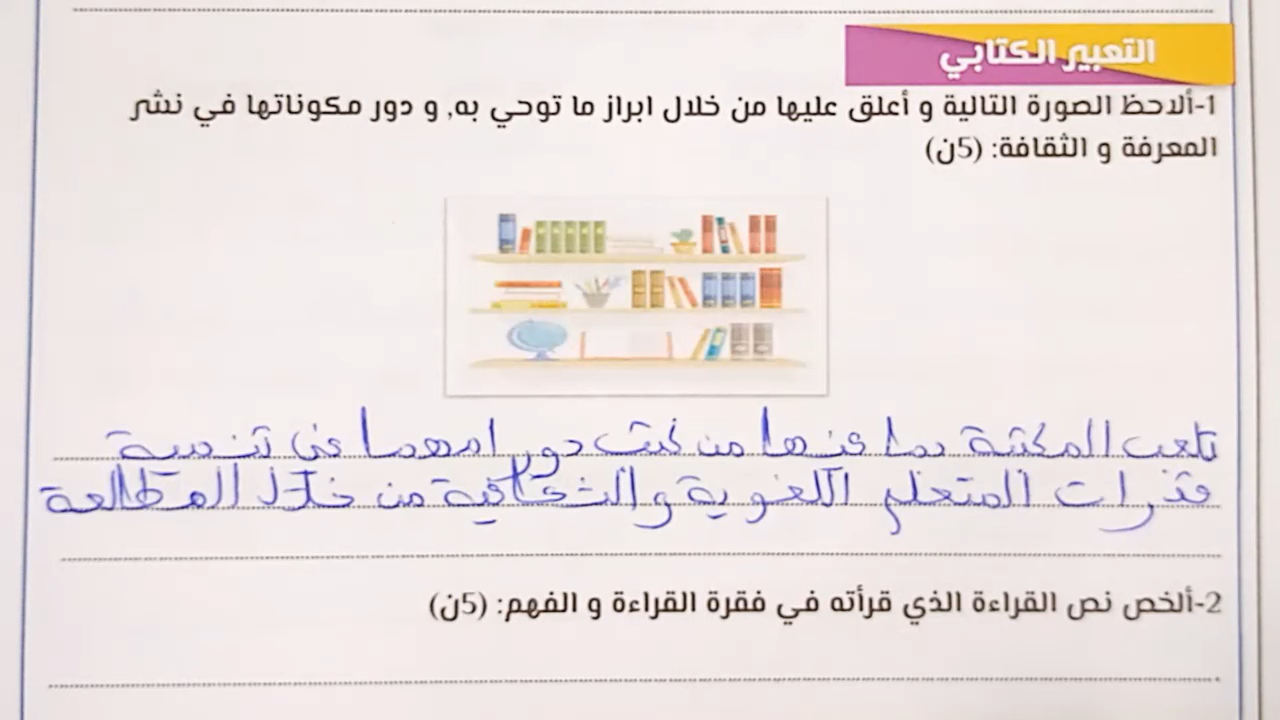 التعبير الكتابي
1-ألاحظ الصورة التالية و أعلق عليها من خلال ابراز ما توحي به, و دور مكوناتها في نشر
المعرفة و الثقافة: (5ن)
تلعب المكتبة بما فيها من كتب دورا مهما في تنمية
قدرات المتعلم اللغوية والثقافية من خلال المطالعة
2-ألخص نص القراءة الذي قرأته في فقرة القراءة و الفهم: (5ن)